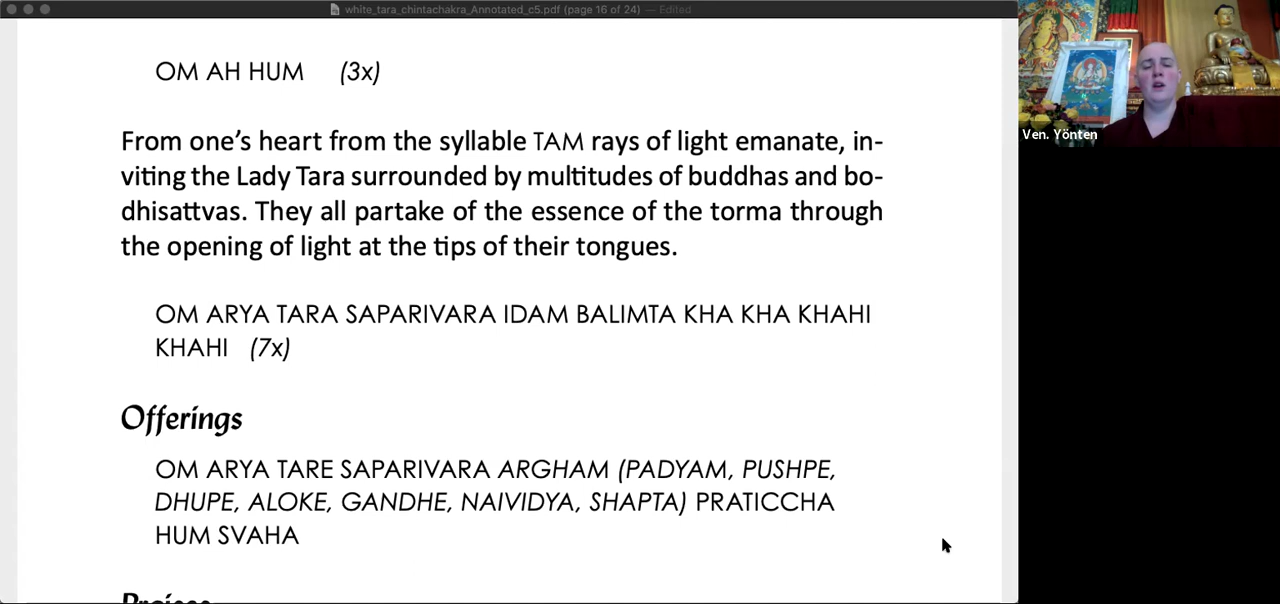 white_tara_chintachakra_Annotated_c5.pdf (page 16 of 24) — Edited
OM AH HUM (3x)
From one's heart from the syllable TAM rays of light emanate, in-
viting the Lady Tara surrounded by multitudes of buddhas and bo-
dhisattvas. They all partake of the essence of the torma through
the opening of light at the tips of their tongues.
OM ARYA TARA SAPARIVARA IDAM BALIMTA KHA KHA KHAHI
KHAHI (7x)
Offerings
OM ARYA TARE SAPARIVARA ARGHAM (PADYAM, PUSHPE,
DHUPE, ALOKE, GANDHE, NAIVIDYA, SHAPTA) PRATICCHA
HUM SVAHA
Praises
Ven. Yönten